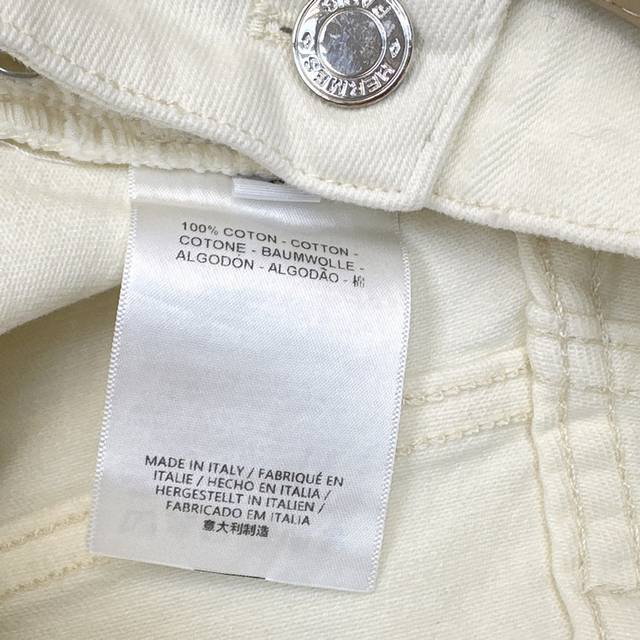 HERMES PARIS
100% COTON - COTTON -
COTONE - BAUMWOLLE -
ALGODÓN - ALGODÃO - 棉
MADE IN ITALY / FABRIQUÉ EN
ITALIE / HECHO EN ITALIA /
HERGESTELLT IN ITALIEN /
FABRICADO EM ITALIA
意大利制造